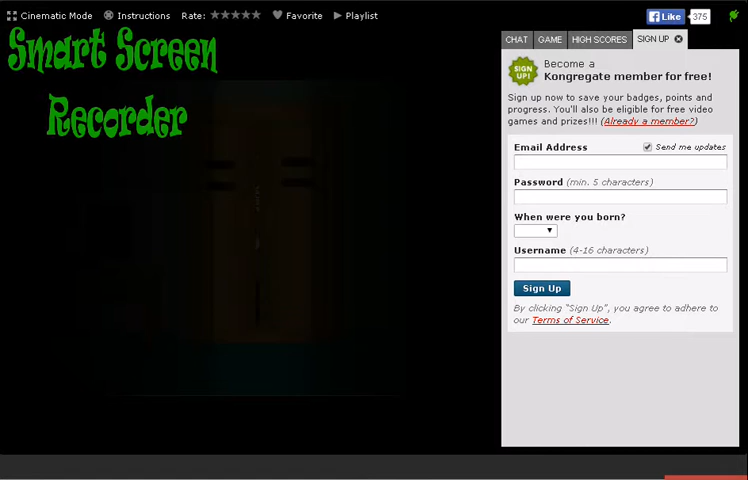 Cinematic Mode Instructions Rate: Favorite Playlist Like 375
Smart Screen
Recorder
CHAT GAME HIGH SCORES SIGN UP
SIGN UP!
Become a
Kongregate member for free!
Sign up now to save your badges, points and
progress. You'll also be eligible for free video
games and prizes!!! (Already a member?)
Email Address Send me updates
Password (min. 5 characters)
When were you born?
Username (4-16 characters)
Sign Up
By clicking "Sign Up", you agree to adhere to
our Terms of Service.